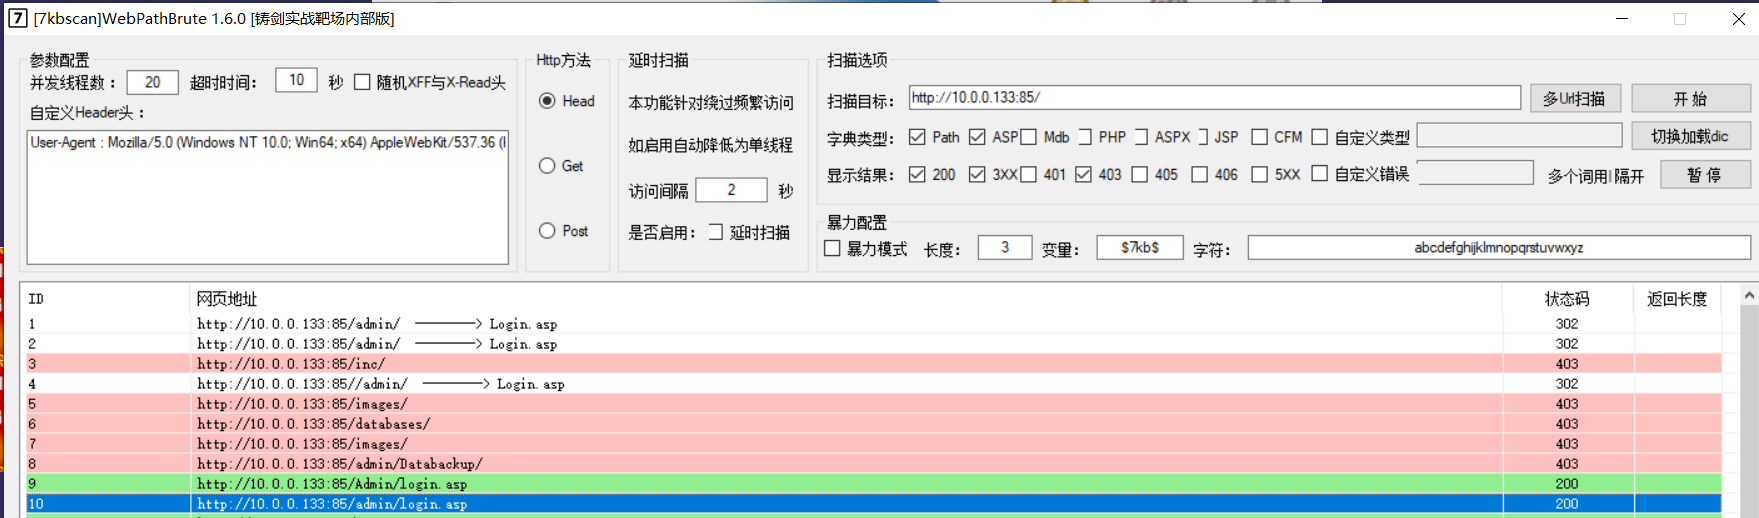 [7kbscan]WebPathBrute 1.6.0 [铸剑实战靶场内部版]
参数配置
并发线程数： 20 超时时间： 10 秒 随机XFF与X-Read头
自定义Header头：
User-Agent : Mozilla/5.0 (Windows NT 10.0; Win64; x64) AppleWebKit/537.36 (
Http方法
Head
Get
Post
延时扫描
本功能针对绕过频繁访问
如启用自动降低为单线程
访问间隔 2 秒
是否启用： 延时扫描
扫描选项
扫描目标： http://10.0.0.133:85/ 多Url扫描 开 始
字典类型： Path ASP Mdb PHP ASPX JSP CFM 自定义类型 切换加载dic
显示结果： 200 3XX 401 403 405 406 5XX 自定义错误 多个词用|隔开 暂 停
暴力配置
暴力模式 长度： 3 变量： $7kb$ 字符： abcdefghijklmnopqrstuvwxyz
ID 网页地址 状态码 返回长度
1 http://10.0.0.133:85/admin/ ————> Login.asp 302
2 http://10.0.0.133:85/admin/ ————> Login.asp 302
3 http://10.0.0.133:85/inc/ 403
4 http://10.0.0.133:85//admin/ ————> Login.asp 302
5 http://10.0.0.133:85/images/ 403
6 http://10.0.0.133:85/databases/ 403
7 http://10.0.0.133:85/images/ 403
8 http://10.0.0.133:85/admin/Databackup/ 403
9 http://10.0.0.133:85/Admin/login.asp 200
10 http://10.0.0.133:85/admin/login.asp 200